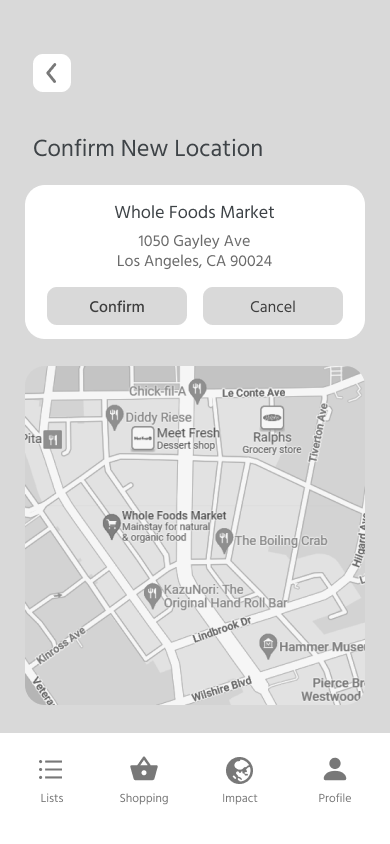 Confirm New Location
Whole Foods Market
1050 Gayley Ave
Los Angeles, CA 90024
Confirm
Cancel
Chick-fil-A
Le Conte Ave
Diddy Riese
Pita
Meet Fresh
Dessert shop
Ralphs
Grocery store
Tiverton Ave
Whole Foods Market
Mainstay for natural
& organic food
The Boiling Crab
Hilgard Av
KazuNori: The
Original Hand Roll Bar
Lindbrook Dr
Kinross Ave
Hammer Muse
Wilshire Blvd
Pierce Br
Westwood
Vetera
Lists
Shopping
Impact
Profile